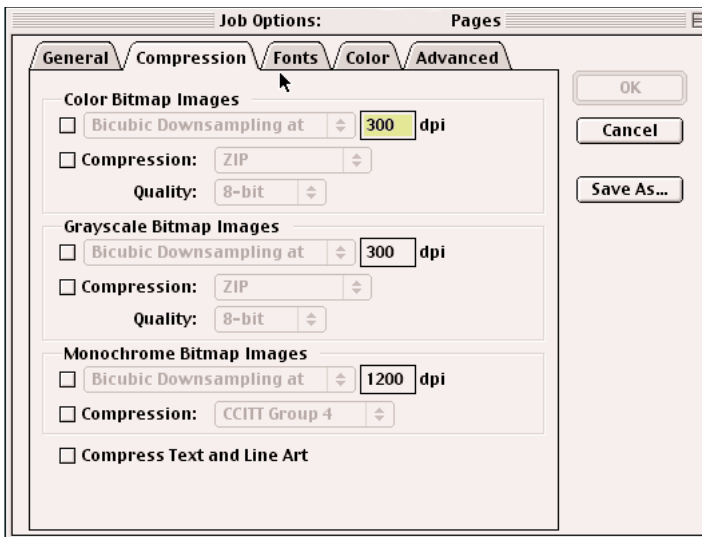 Job Options: Pages
General Compression Fonts Color Advanced
OK
Cancel
Save As...
Color Bitmap Images
Bicubic Downsampling at 300 dpi
Compression: ZIP
Quality: 8-bit
Grayscale Bitmap Images
Bicubic Downsampling at 300 dpi
Compression: ZIP
Quality: 8-bit
Monochrome Bitmap Images
Bicubic Downsampling at 1200 dpi
Compression: CCITT Group 4
Compress Text and Line Art